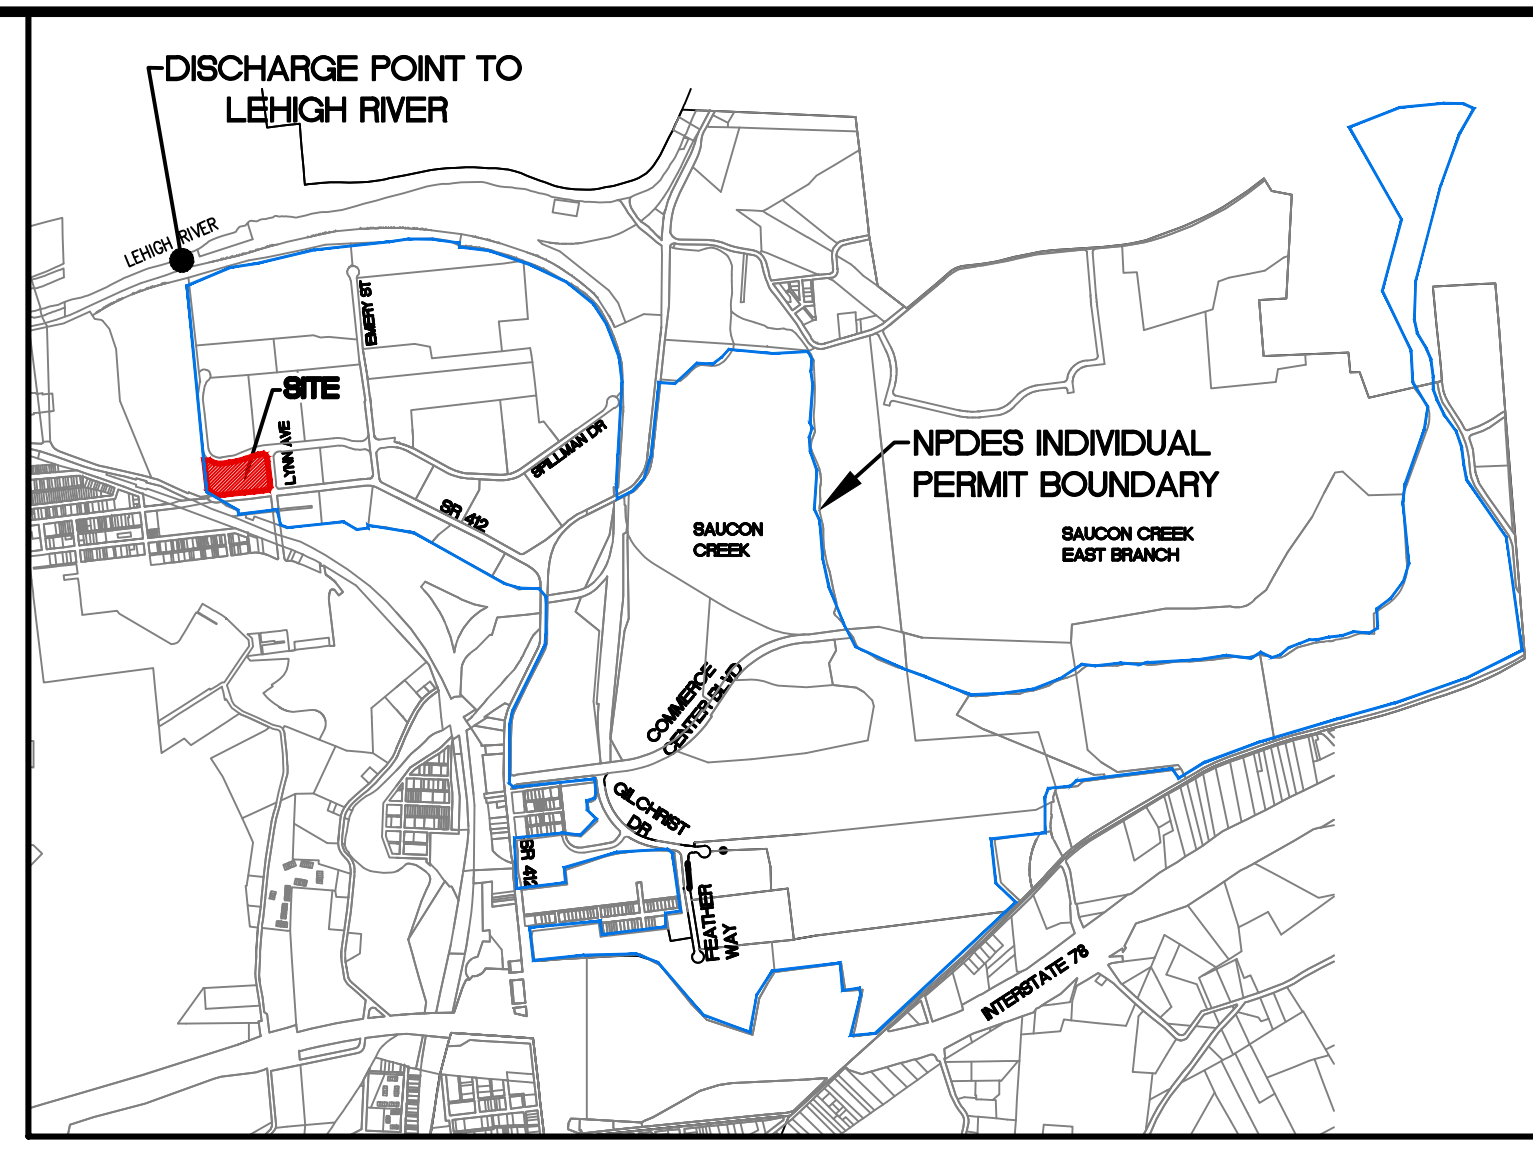 DISCHARGE POINT TO
LEHIGH RIVER
LEHIGH RIVER
EMERY ST
SITE
LYNN AVE
SPILLMAN DR
SR 412
NPDES INDIVIDUAL
PERMIT BOUNDARY
SAUCON
CREEK
SAUCON CREEK
EAST BRANCH
COMMERCE
CENTER BLVD
GILCHRIST
DR
SR 412
FEATHER
WAY
INTERSTATE 78